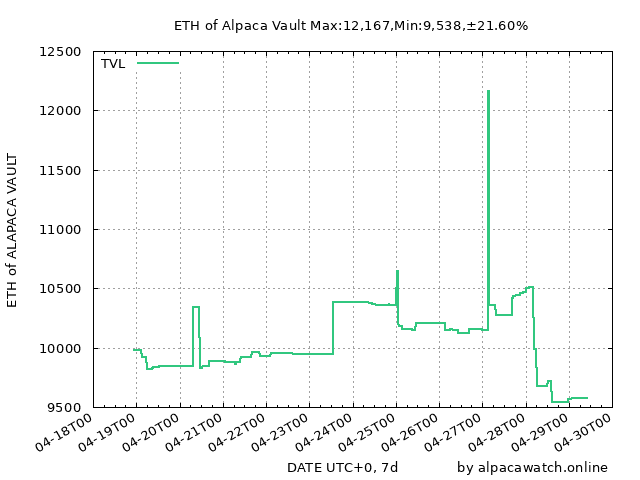 ETH of Alpaca Vault Max:12,167,Min:9,538,±21.60%
TVL
ETH of ALAPACA VAULT
12500
12000
11500
11000
10500
10000
9500
04-18T00
04-19T00
04-20T00
04-21T00
04-22T00
04-23T00
04-24T00
04-25T00
04-26T00
04-27T00
04-28T00
04-29T00
04-30T00
DATE UTC+0, 7d
by alpacawatch.online